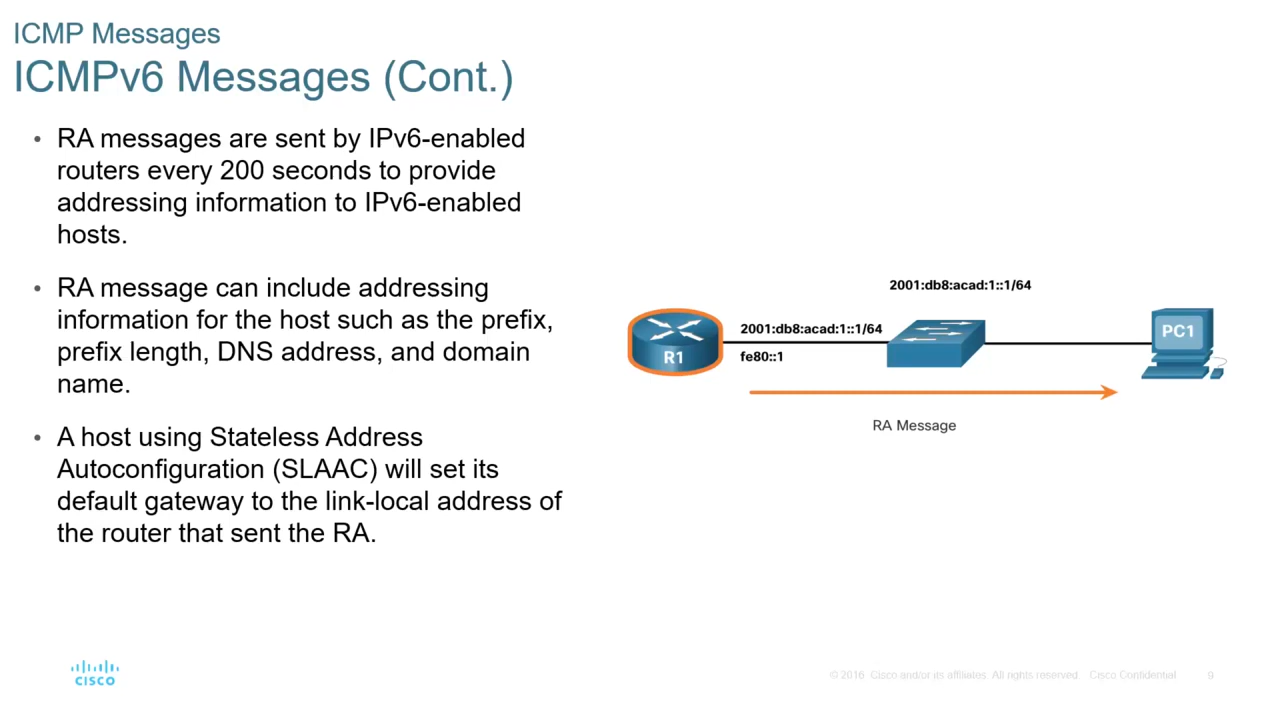 ICMP Messages
ICMPv6 Messages (Cont.)
• RA messages are sent by IPv6-enabled
routers every 200 seconds to provide
addressing information to IPv6-enabled
hosts.
• RA message can include addressing
information for the host such as the prefix,
prefix length, DNS address, and domain
name.
• A host using Stateless Address
Autoconfiguration (SLAAC) will set its
default gateway to the link-local address of
the router that sent the RA.
2001:db8:acad:1::1/64
2001:db8:acad:1::1/64
R1
fe80::1
PC1
RA Message
CISCO
© 2016 Cisco and/or its affiliates. All rights reserved. Cisco Confidential
9